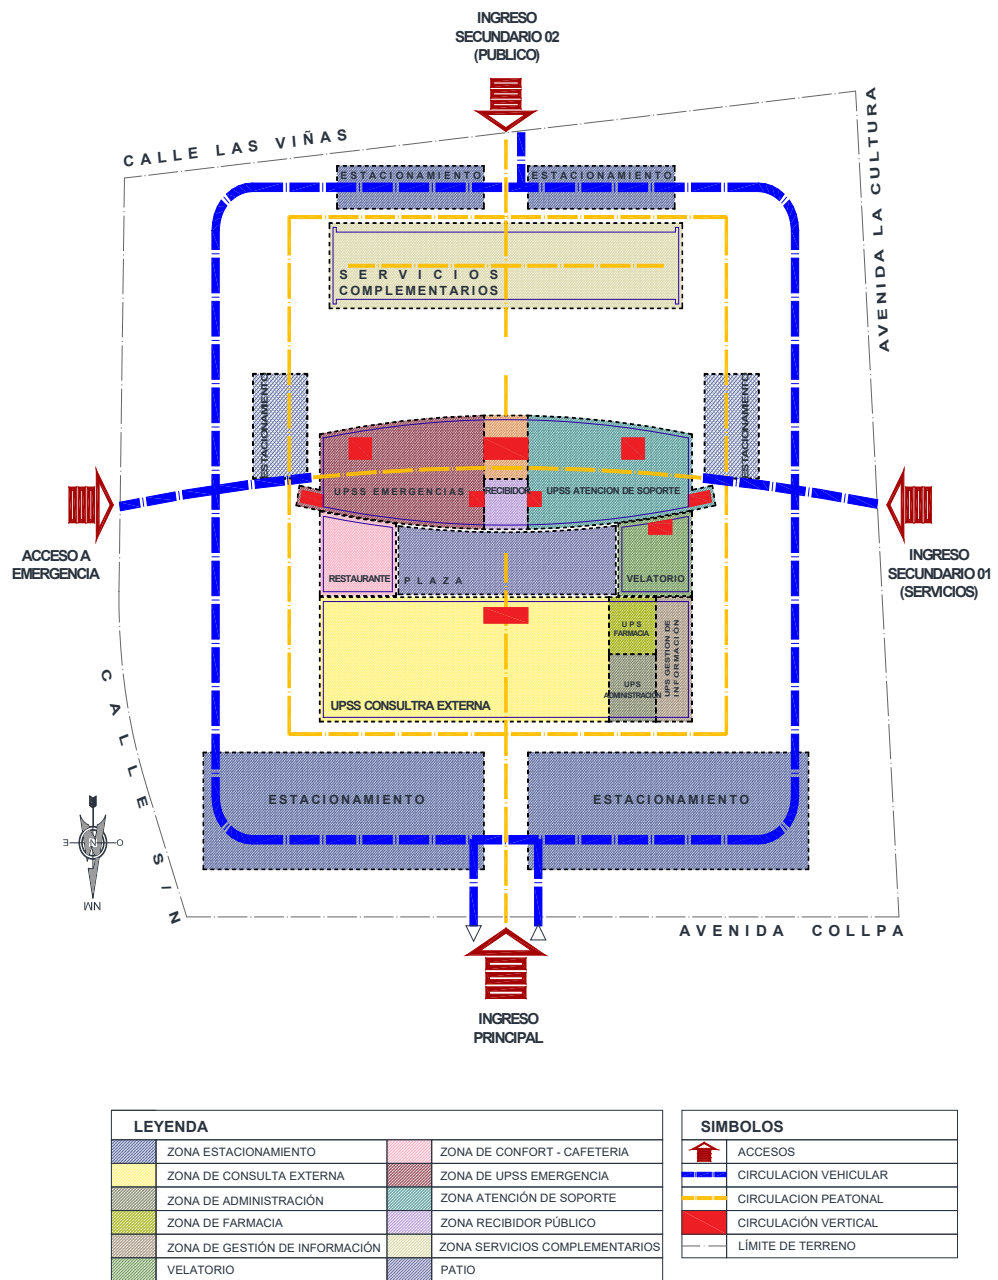 INGRESO
SECUNDARIO 02
(PUBLICO)
CALLE LAS VIÑAS
AVENIDA LA CULTURA
ESTACIONAMIENTO
ESTACIONAMIENTO
SERVICIOS
COMPLEMENTARIOS
ESTACIONAMIENTO
ESTACIONAMIENTO
UPSS EMERGENCIAS
RECIBIDOR
UPSS ATENCION DE SOPORTE
ACCESO A
EMERGENCIA
INGRESO
SECUNDARIO 01
(SERVICIOS)
RESTAURANTE
PLAZA
VELATORIO
UPS
FARMACIA
UPS GESTION DE
INFORMACIÓN
UPS
ADMINISTRACIÓN
UPSS CONSULTRA EXTERNA
CALLE S/N
ESTACIONAMIENTO
ESTACIONAMIENTO
E
N
O
NM
AVENIDA COLLPA
INGRESO
PRINCIPAL
LEYENDA
ZONA ESTACIONAMIENTO
ZONA DE CONFORT - CAFETERIA
ZONA DE CONSULTA EXTERNA
ZONA DE UPSS EMERGENCIA
ZONA DE ADMINISTRACIÓN
ZONA ATENCIÓN DE SOPORTE
ZONA DE FARMACIA
ZONA RECIBIDOR PÚBLICO
ZONA DE GESTIÓN DE INFORMACIÓN
ZONA SERVICIOS COMPLEMENTARIOS
VELATORIO
PATIO
SIMBOLOS
ACCESOS
CIRCULACION VEHICULAR
CIRCULACION PEATONAL
CIRCULACIÓN VERTICAL
LÍMITE DE TERRENO